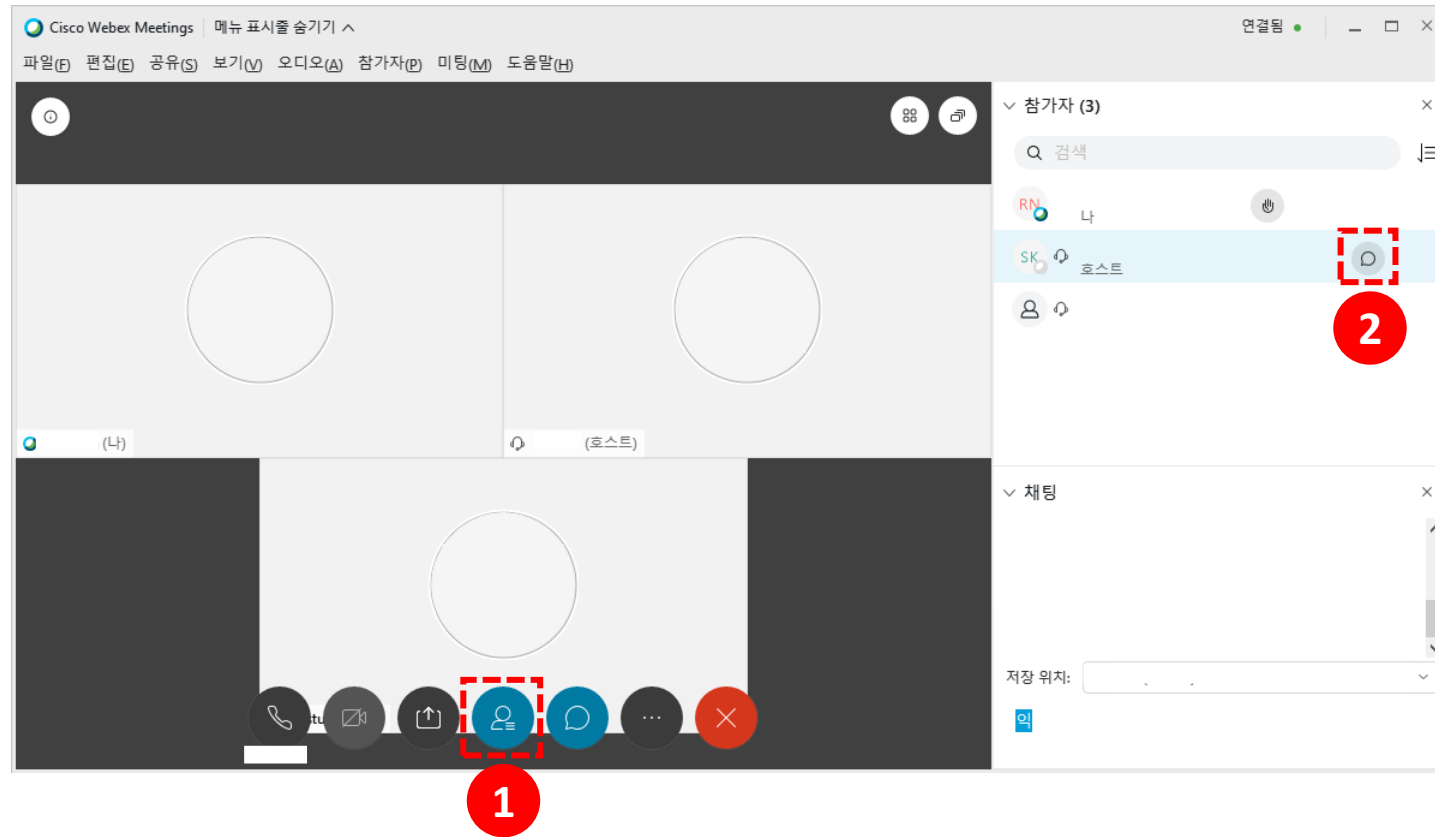 Cisco Webex Meetings 메뉴 표시줄 숨기기
연결됨
파일(F) 편집(E) 공유(S) 보기(V) 오디오(A) 참가자(P) 미팅(M) 도움말(H)
참가자 (3)
검색
RN 나
SK 호스트
2
(나)
(호스트)
채팅
저장 위치:
stu
익
1